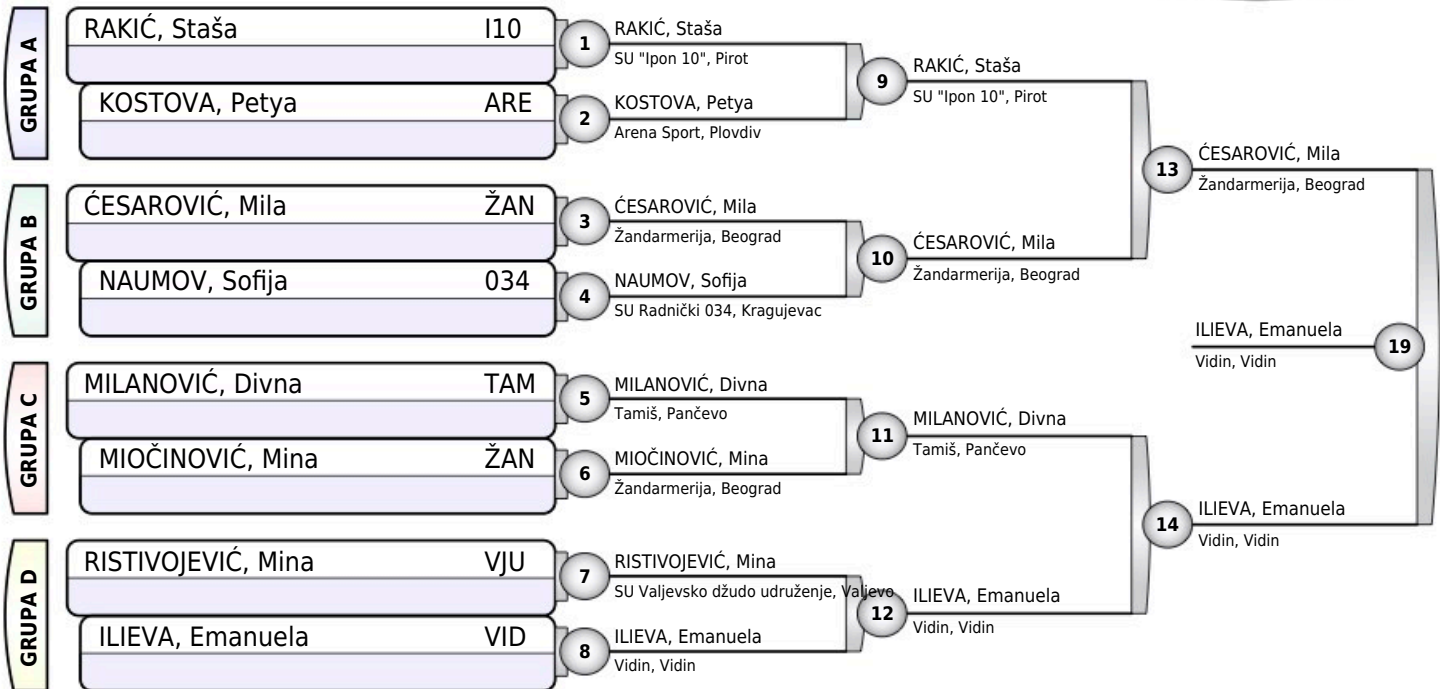 GRUPA A
RAKIĆ, Staša I10
KOSTOVA, Petya ARE
GRUPA B
ĆESAROVIĆ, Mila ŽAN
NAUMOV, Sofija 034
GRUPA C
MILANOVIĆ, Divna TAM
MIOČINOVIĆ, Mina ŽAN
GRUPA D
RISTIVOJEVIĆ, Mina VJU
ILIEVA, Emanuela VID
1
RAKIĆ, Staša
SU "Ipon 10", Pirot
2
KOSTOVA, Petya
Arena Sport, Plovdiv
3
ĆESAROVIĆ, Mila
Žandarmerija, Beograd
4
NAUMOV, Sofija
SU Radnički 034, Kragujevac
5
MILANOVIĆ, Divna
Tamiš, Pančevo
6
MIOČINOVIĆ, Mina
Žandarmerija, Beograd
7
RISTIVOJEVIĆ, Mina
SU Valjevsko džudo udruženje, Valjevo
8
ILIEVA, Emanuela
Vidin, Vidin
9
RAKIĆ, Staša
SU "Ipon 10", Pirot
10
ĆESAROVIĆ, Mila
Žandarmerija, Beograd
11
MILANOVIĆ, Divna
Tamiš, Pančevo
12
ILIEVA, Emanuela
Vidin, Vidin
13
ĆESAROVIĆ, Mila
Žandarmerija, Beograd
14
ILIEVA, Emanuela
Vidin, Vidin
ILIEVA, Emanuela
Vidin, Vidin
19